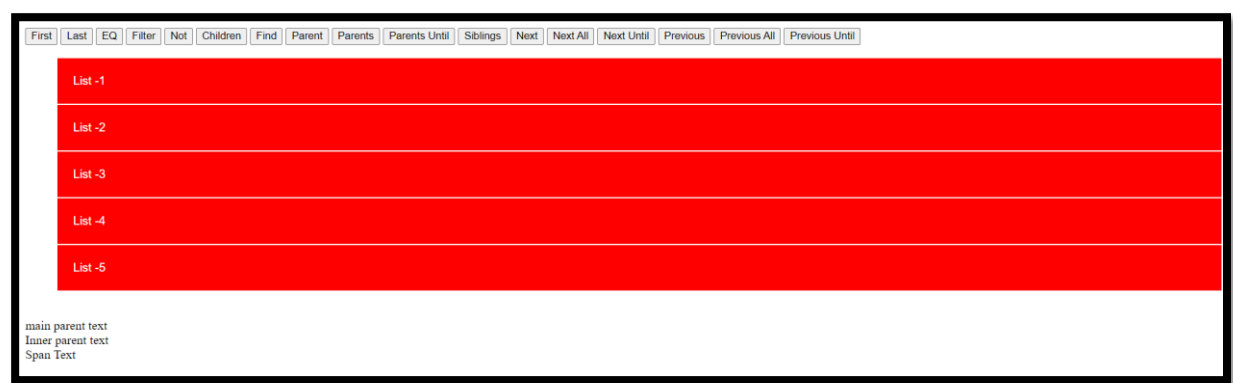 First Last EQ Filter Not Children Find Parent Parents Parents Until Siblings Next Next All Next Until Previous Previous All Previous Until
List -1
List -2
List -3
List -4
List -5
main parent text
Inner parent text
Span Text